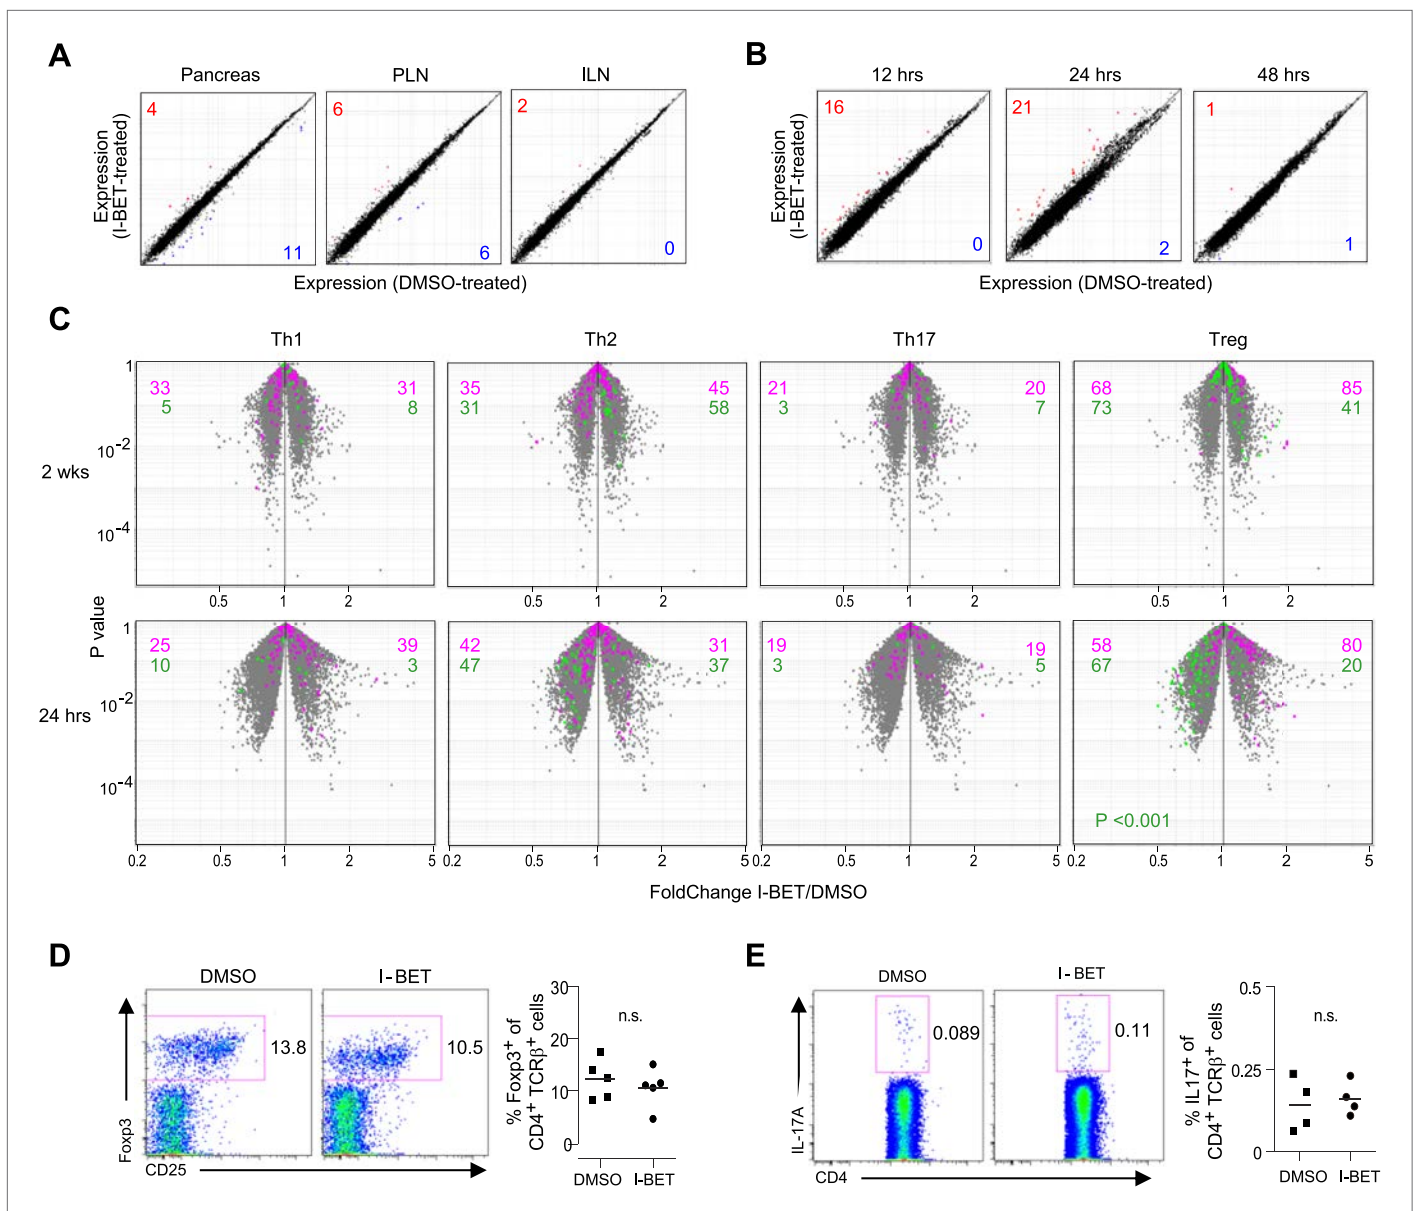 A
Pancreas
PLN
ILN
Expression
(I-BET-treated)
4
11
6
6
2
0
Expression (DMSO-treated)
B
12 hrs
24 hrs
48 hrs
Expression
(I-BET-treated)
16
0
21
2
1
1
Expression (DMSO-treated)
C
Th1
Th2
Th17
Treg
2 wks
1
10-2
10-4
33
5
31
8
35
31
45
58
21
3
20
7
68
73
85
41
0.5 1 2
0.5 1 2
0.5 1 2
0.5 1 2
P value
24 hrs
1
10-2
10-4
25
10
39
3
42
47
31
37
19
3
19
5
58
67
80
20
P <0.001
0.2 0.5 1 2 5
0.2 0.5 1 2 5
0.2 0.5 1 2 5
0.2 0.5 1 2 5
FoldChange I-BET/DMSO
D
DMSO
I-BET
Foxp3
13.8
10.5
CD25
% Foxp3+ of
CD4+ TCRβ+ cells
30
20
10
0
n.s.
DMSO I-BET
E
DMSO
I-BET
IL-17A
0.089
0.11
CD4
% IL17+ of
CD4+ TCRβ+ cells
0.5
0.25
0
n.s.
DMSO I-BET